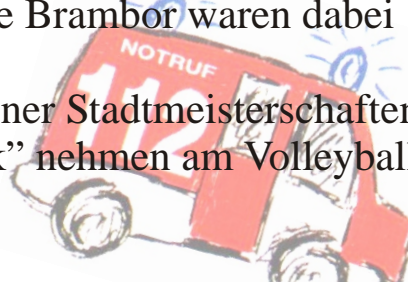 e Brambor waren dabei
NOTRUF
112
ner Stadtmeisterschaften
k” nehmen am Volleyball